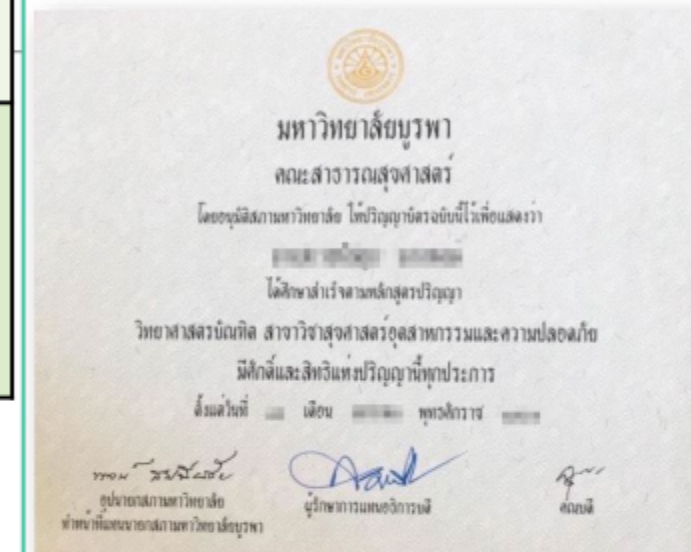 มหาวิทยาลัยบูรพา
คณะสาธารณสุขศาสตร์
โดยอนุมัติสภามหาวิทยาลัย ให้ปริญญาบัตรฉบับนี้ไว้เพื่อแสดงว่า
ได้ศึกษาสำเร็จตามหลักสูตรปริญญา
วิทยาศาสตรบัณฑิต สาขาวิชาสุขศาสตร์อุตสาหกรรมและความปลอดภัย
มีศักดิ์และสิทธิแห่งปริญญานี้ทุกประการ
ตั้งแต่วันที่ เดือน พุทธศักราช
อุปนายกสภามหาวิทยาลัย
ทำหน้าที่แทนนายกสภามหาวิทยาลัยบูรพา
ผู้รักษาการแทนอธิการบดี
คณบดี